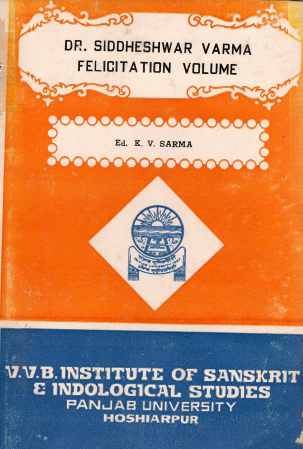 DR. SIDDHESHWAR VARMA
FELICITATION VOLUME
Ed. K. V. SARMA
V.V.B. INSTITUTE OF SANSKRIT
& INDOLOGICAL STUDIES
PANJAB UNIVERSITY
HOSHIARPUR